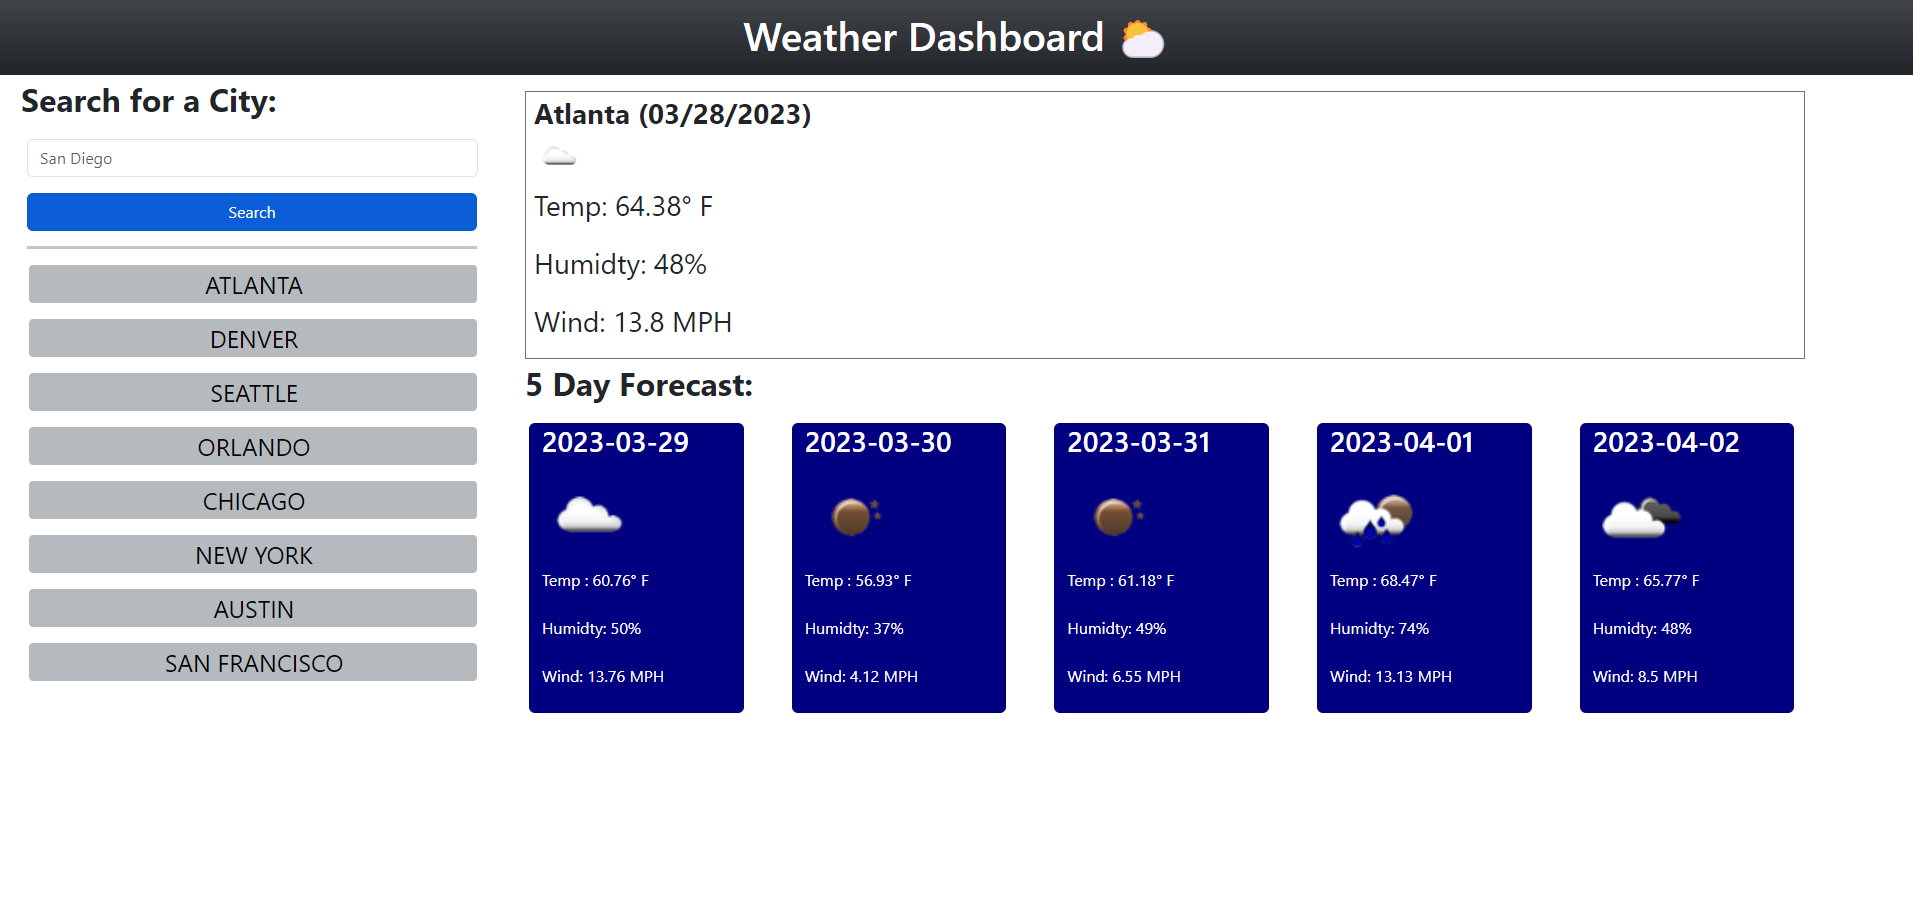 Weather Dashboard
Search for a City:
San Diego
Search
ATLANTA
DENVER
SEATTLE
ORLANDO
CHICAGO
NEW YORK
AUSTIN
SAN FRANCISCO
Atlanta (03/28/2023)
Temp: 64.38° F
Humidty: 48%
Wind: 13.8 MPH
5 Day Forecast:
2023-03-29
Temp : 60.76° F
Humidty: 50%
Wind: 13.76 MPH
2023-03-30
Temp : 56.93° F
Humidty: 37%
Wind: 4.12 MPH
2023-03-31
Temp : 61.18° F
Humidty: 49%
Wind: 6.55 MPH
2023-04-01
Temp : 68.47° F
Humidty: 74%
Wind: 13.13 MPH
2023-04-02
Temp : 65.77° F
Humidty: 48%
Wind: 8.5 MPH